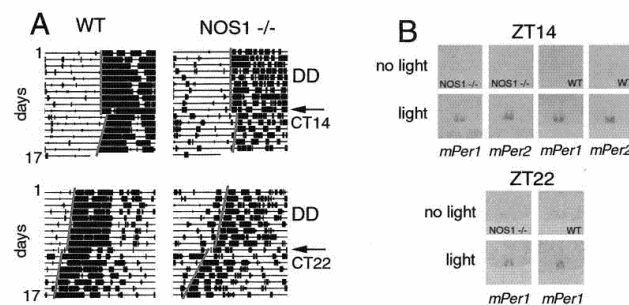 A
WT
NOS1 -/-
1
days
17
DD
CT14
1
days
17
DD
CT22
B
ZT14
no light
NOS1 -/-
NOS1 -/-
WT
WT
light
mPer1
mPer2
mPer1
mPer2
ZT22
no light
NOS1 -/-
WT
light
mPer1
mPer1